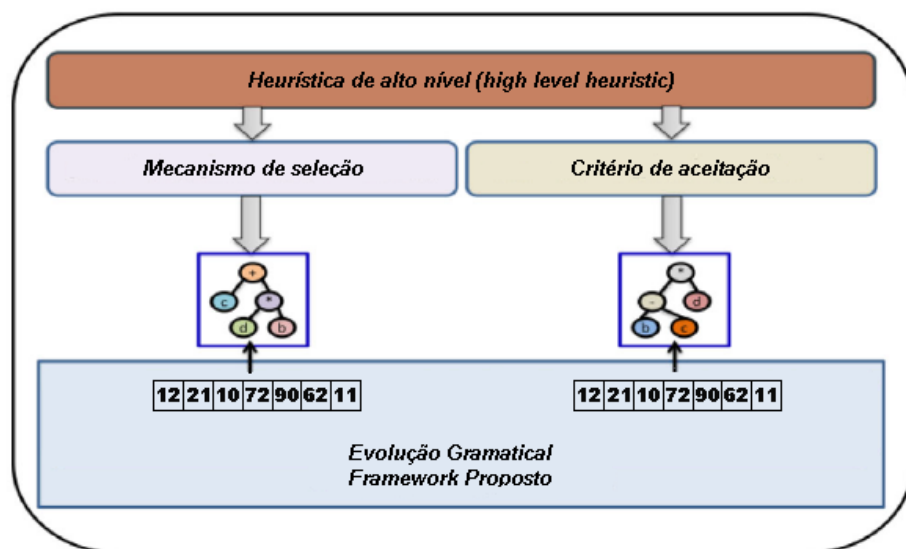 Heurística de alto nível (high level heuristic)
Mecanismo de seleção
Critério de aceitação
+
c
*
d
b
*
-
d
b
c
12 21 10 72 90 62 11
12 21 10 72 90 62 11
Evolução Gramatical
Framework Proposto